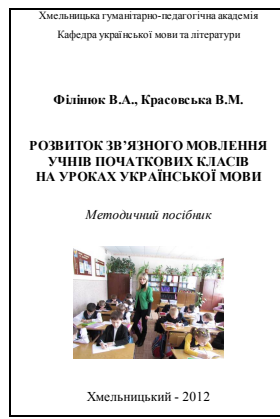 Хмельницька гуманітарно-педагогічна академія
Кафедра української мови та літератури
Філінюк В.А., Красовська В.М.
РОЗВИТОК ЗВ’ЯЗНОГО МОВЛЕННЯ
УЧНІВ ПОЧАТКОВИХ КЛАСІВ
НА УРОКАХ УКРАЇНСЬКОЇ МОВИ
Методичний посібник
Хмельницький - 2012